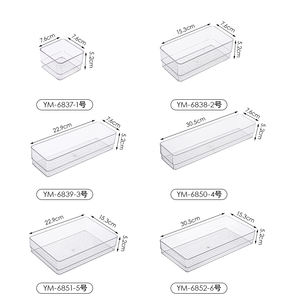 7.6cm 7.6cm
5.2cm
YM-6837-1号
15.2cm 7.6cm
5.2cm
YM-6838-2号
22.9cm 7.6cm
5.2cm
YM-6839-3号
30.5cm 7.6cm
5.2cm
YM-6850-4号
22.9cm 15.3cm
5.2cm
YM-6851-5号
30.5cm 15.3cm
5.2cm
YM-6852-6号